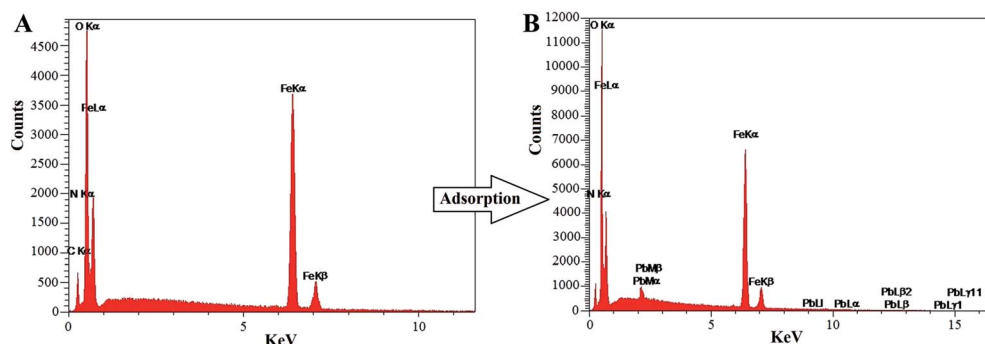 A
Counts
4500
4000
3500
3000
2500
2000
1500
1000
500
0
O Kα
FeLα
N Kα
C Kα
FeKα
FeKβ
0
5
10
KeV
Adsorption
B
Counts
12000
11000
10000
9000
8000
7000
6000
5000
4000
3000
2000
1000
0
O Kα
FeLα
N Kα
PbMβ
PbMα
FeKα
FeKβ
PbLl
PbLα
PbLβ2
PbLβ
PbLγ11
PbLγ1
0
5
10
15
KeV